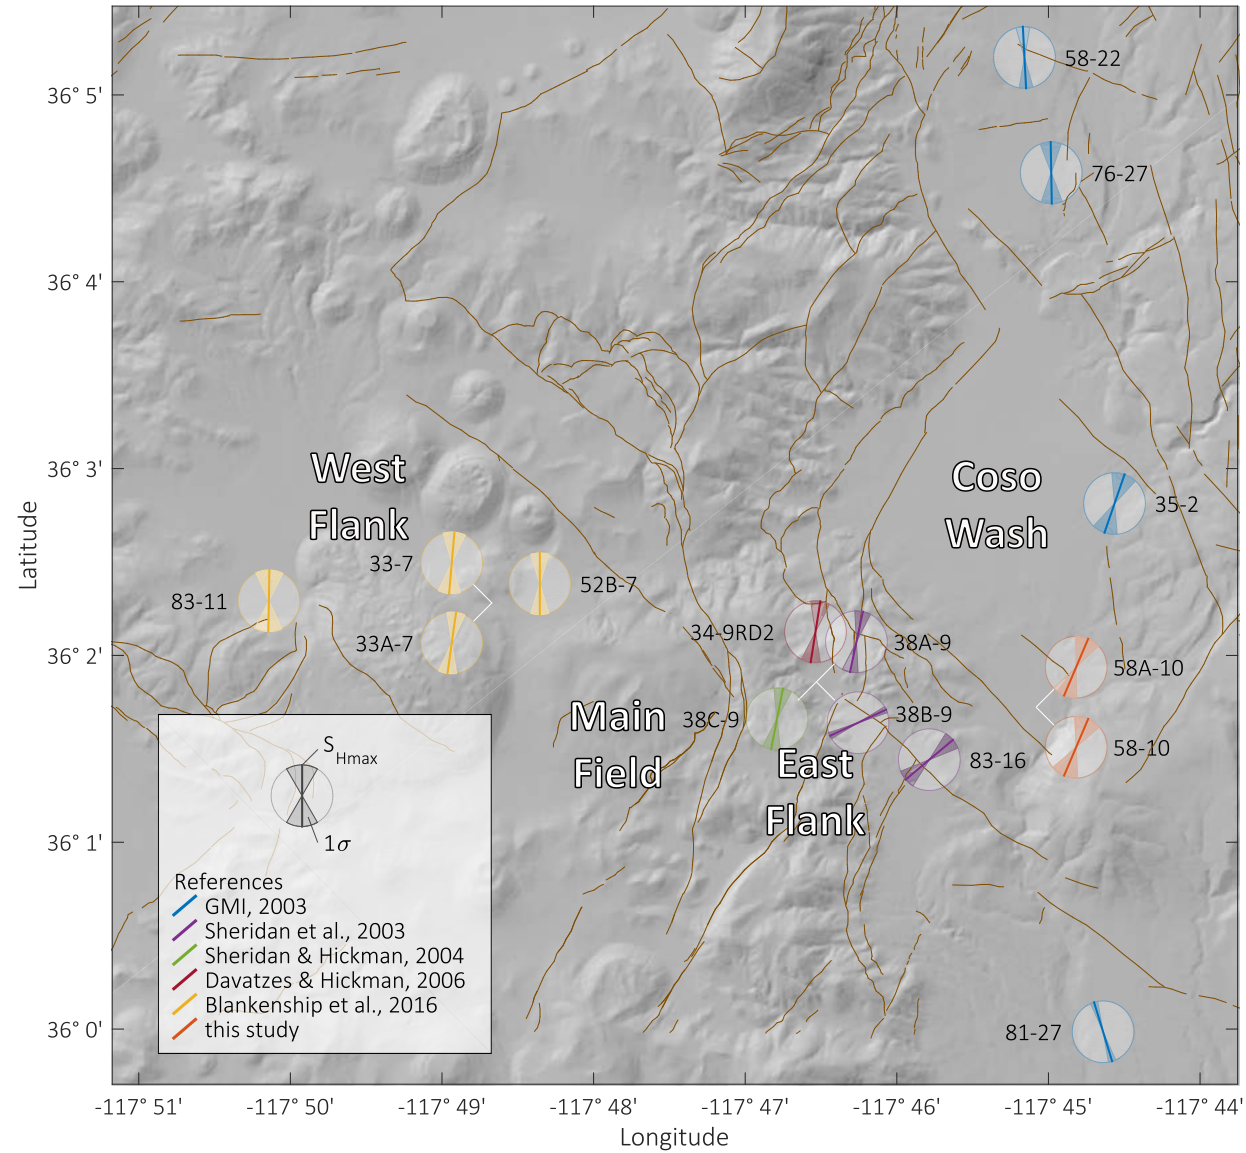 58-22
36° 5'
76-27
36° 4'
West
Flank
36° 3'
Coso
Wash
35-2
Latitude
33-7
52B-7
83-11
34-9RD2
38A-9
33A-7
36° 2'
58A-10
Main
Field
38C-9
38B-9
58-10
East
Flank
83-16
SHmax
36° 1'
1σ
References
GMI, 2003
Sheridan et al., 2003
Sheridan & Hickman, 2004
Davatzes & Hickman, 2006
Blankenship et al., 2016
this study
36° 0'
81-27
-117° 51' -117° 50' -117° 49' -117° 48' -117° 47' -117° 46' -117° 45' -117° 44'
Longitude